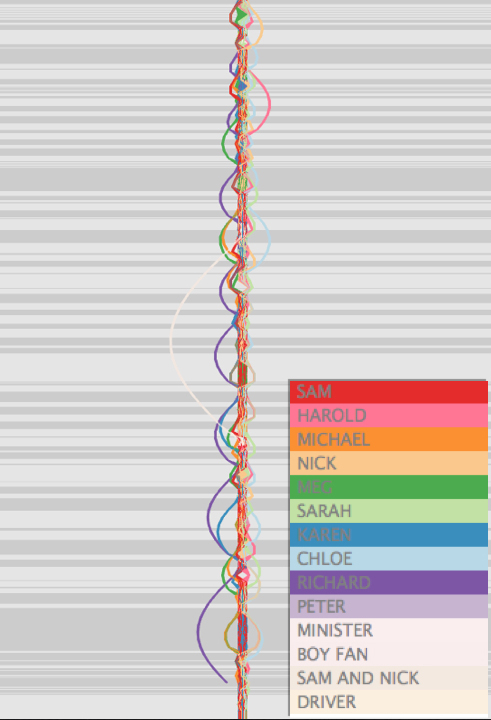 SAM
HAROLD
MICHAEL
NICK
MEG
SARAH
KAREN
CHLOE
RICHARD
PETER
MINISTER
BOY FAN
SAM AND NICK
DRIVER